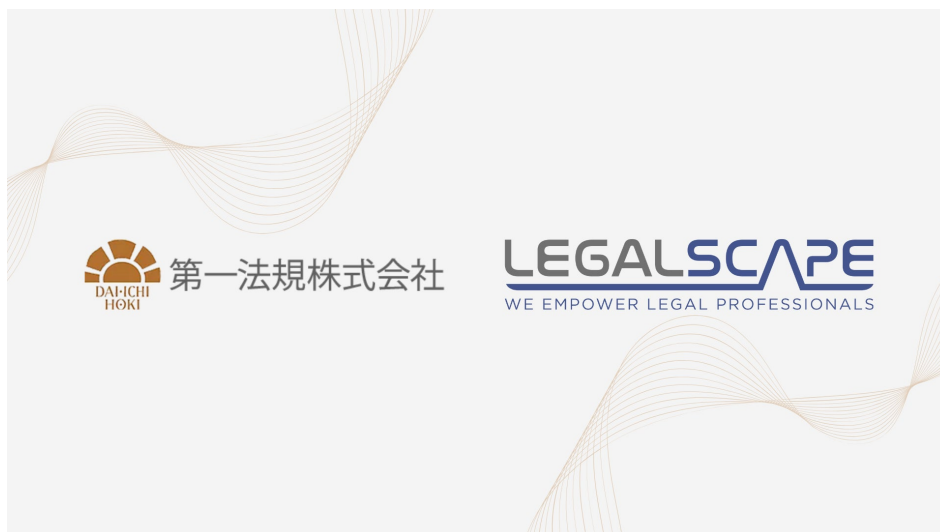 DAI-ICHI
HOKI
第一法規株式会社
LEGALSCAPE
WE EMPOWER LEGAL PROFESSIONALS